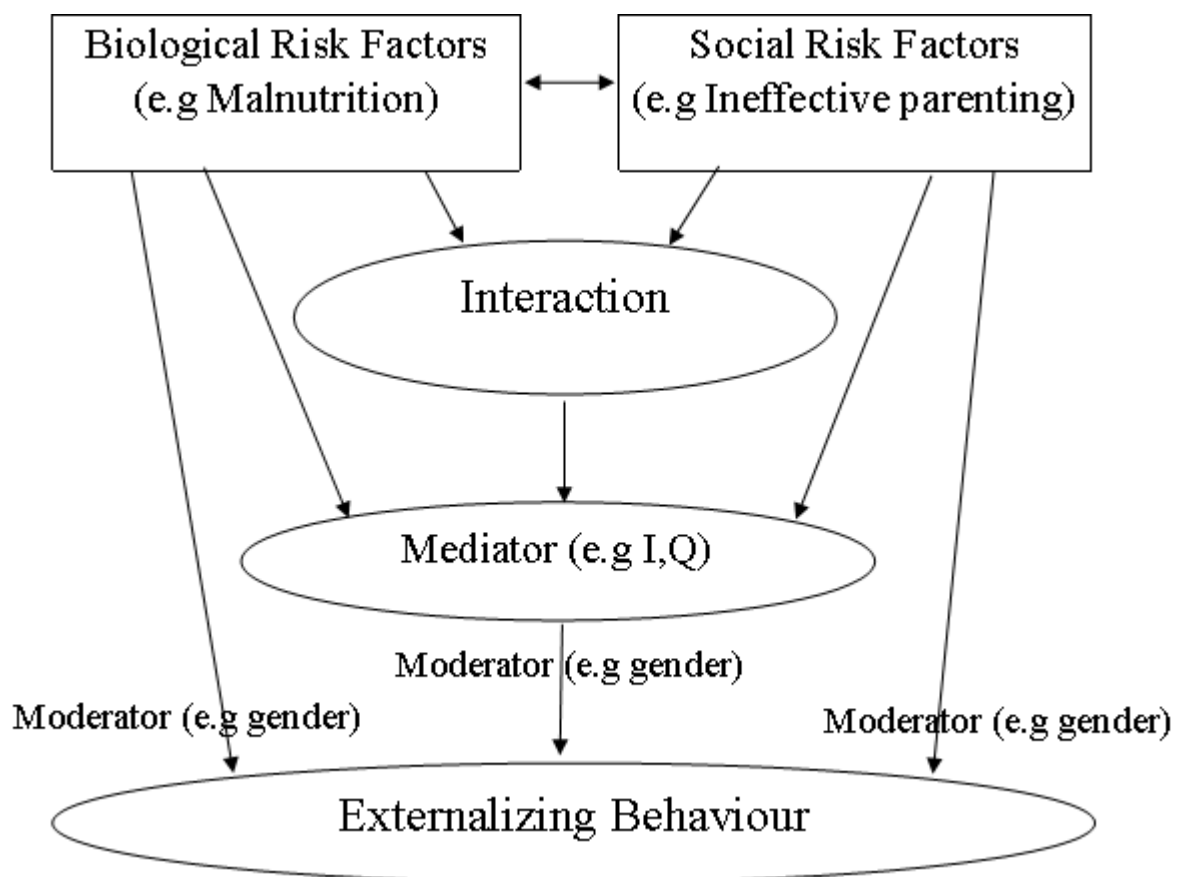 Biological Risk Factors
(e.g Malnutrition)
Social Risk Factors
(e.g Ineffective parenting)
Interaction
Mediator (e.g I,Q)
Moderator (e.g gender)
Moderator (e.g gender)
Moderator (e.g gender)
Externalizing Behaviour